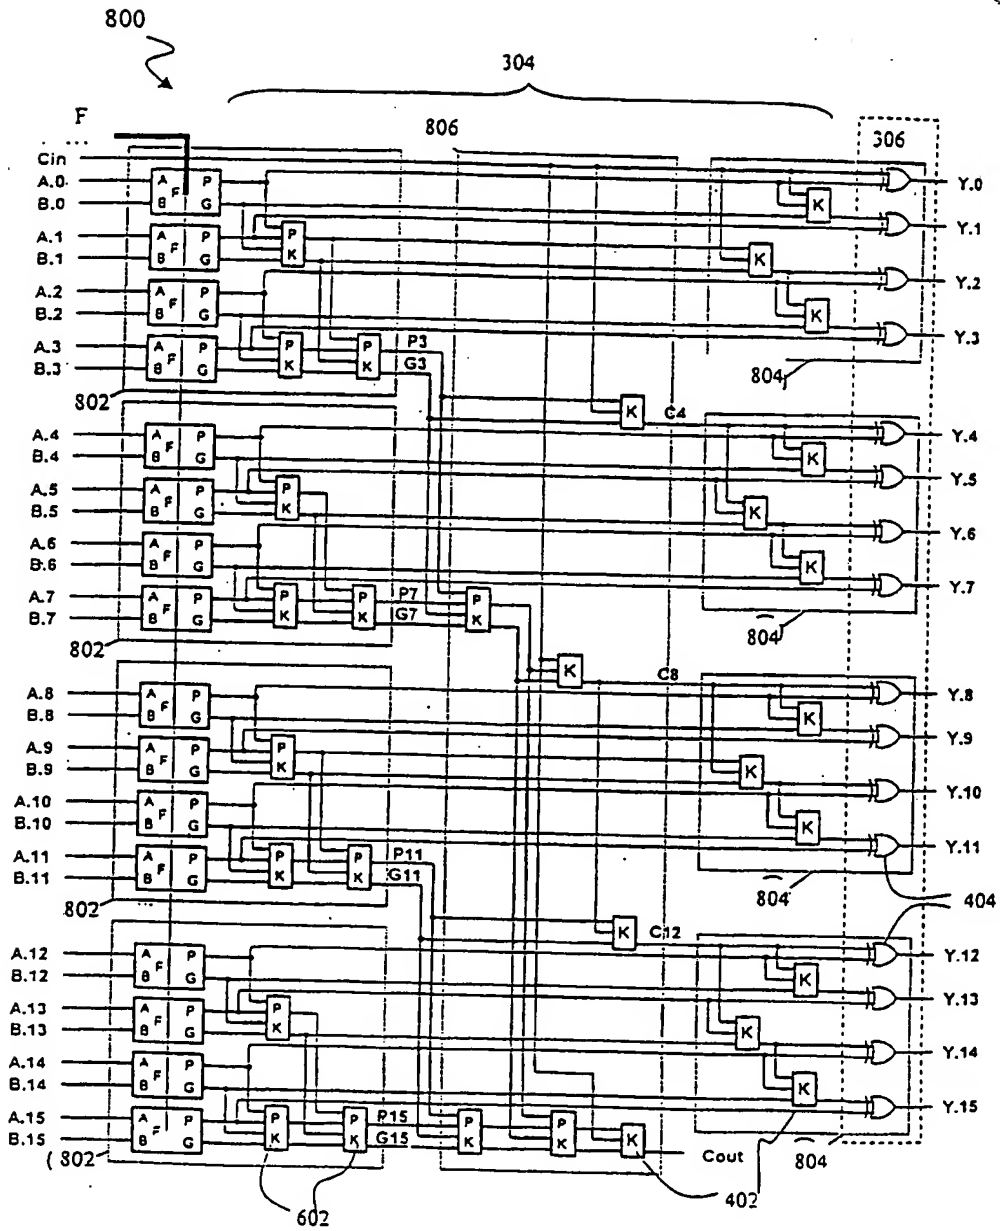 800
304
F
806
306
Cin
A.0
B.0
A F P
B G
Y.0
K
A.1
B.1
A F P
B G
P
K
K
Y.1
A.2
B.2
A F P
B G
K
Y.2
A.3
B.3
A F P
B G
P
K
P
K
P3
G3
Y.3
804
802
K
C4
A.4
B.4
A F P
B G
K
Y.4
A.5
B.5
A F P
B G
P
K
K
Y.5
A.6
B.6
A F P
B G
K
Y.6
A.7
B.7
A F P
B G
P
K
P
K
P7
G7
P
K
Y.7
804
802
K
C8
A.8
B.8
A F P
B G
K
Y.8
A.9
B.9
A F P
B G
P
K
K
Y.9
A.10
B.10
A F P
B G
K
Y.10
A.11
B.11
A F P
B G
P
K
P
K
P11
G11
Y.11
804
404
802
K
C12
A.12
B.12
A F P
B G
K
Y.12
A.13
B.13
A F P
B G
P
K
K
Y.13
A.14
B.14
A F P
B G
K
Y.14
A.15
B.15
A F P
B G
P
K
P
K
P15
G15
P
K
P
K
K
Y.15
(802
Cout
804
402
602